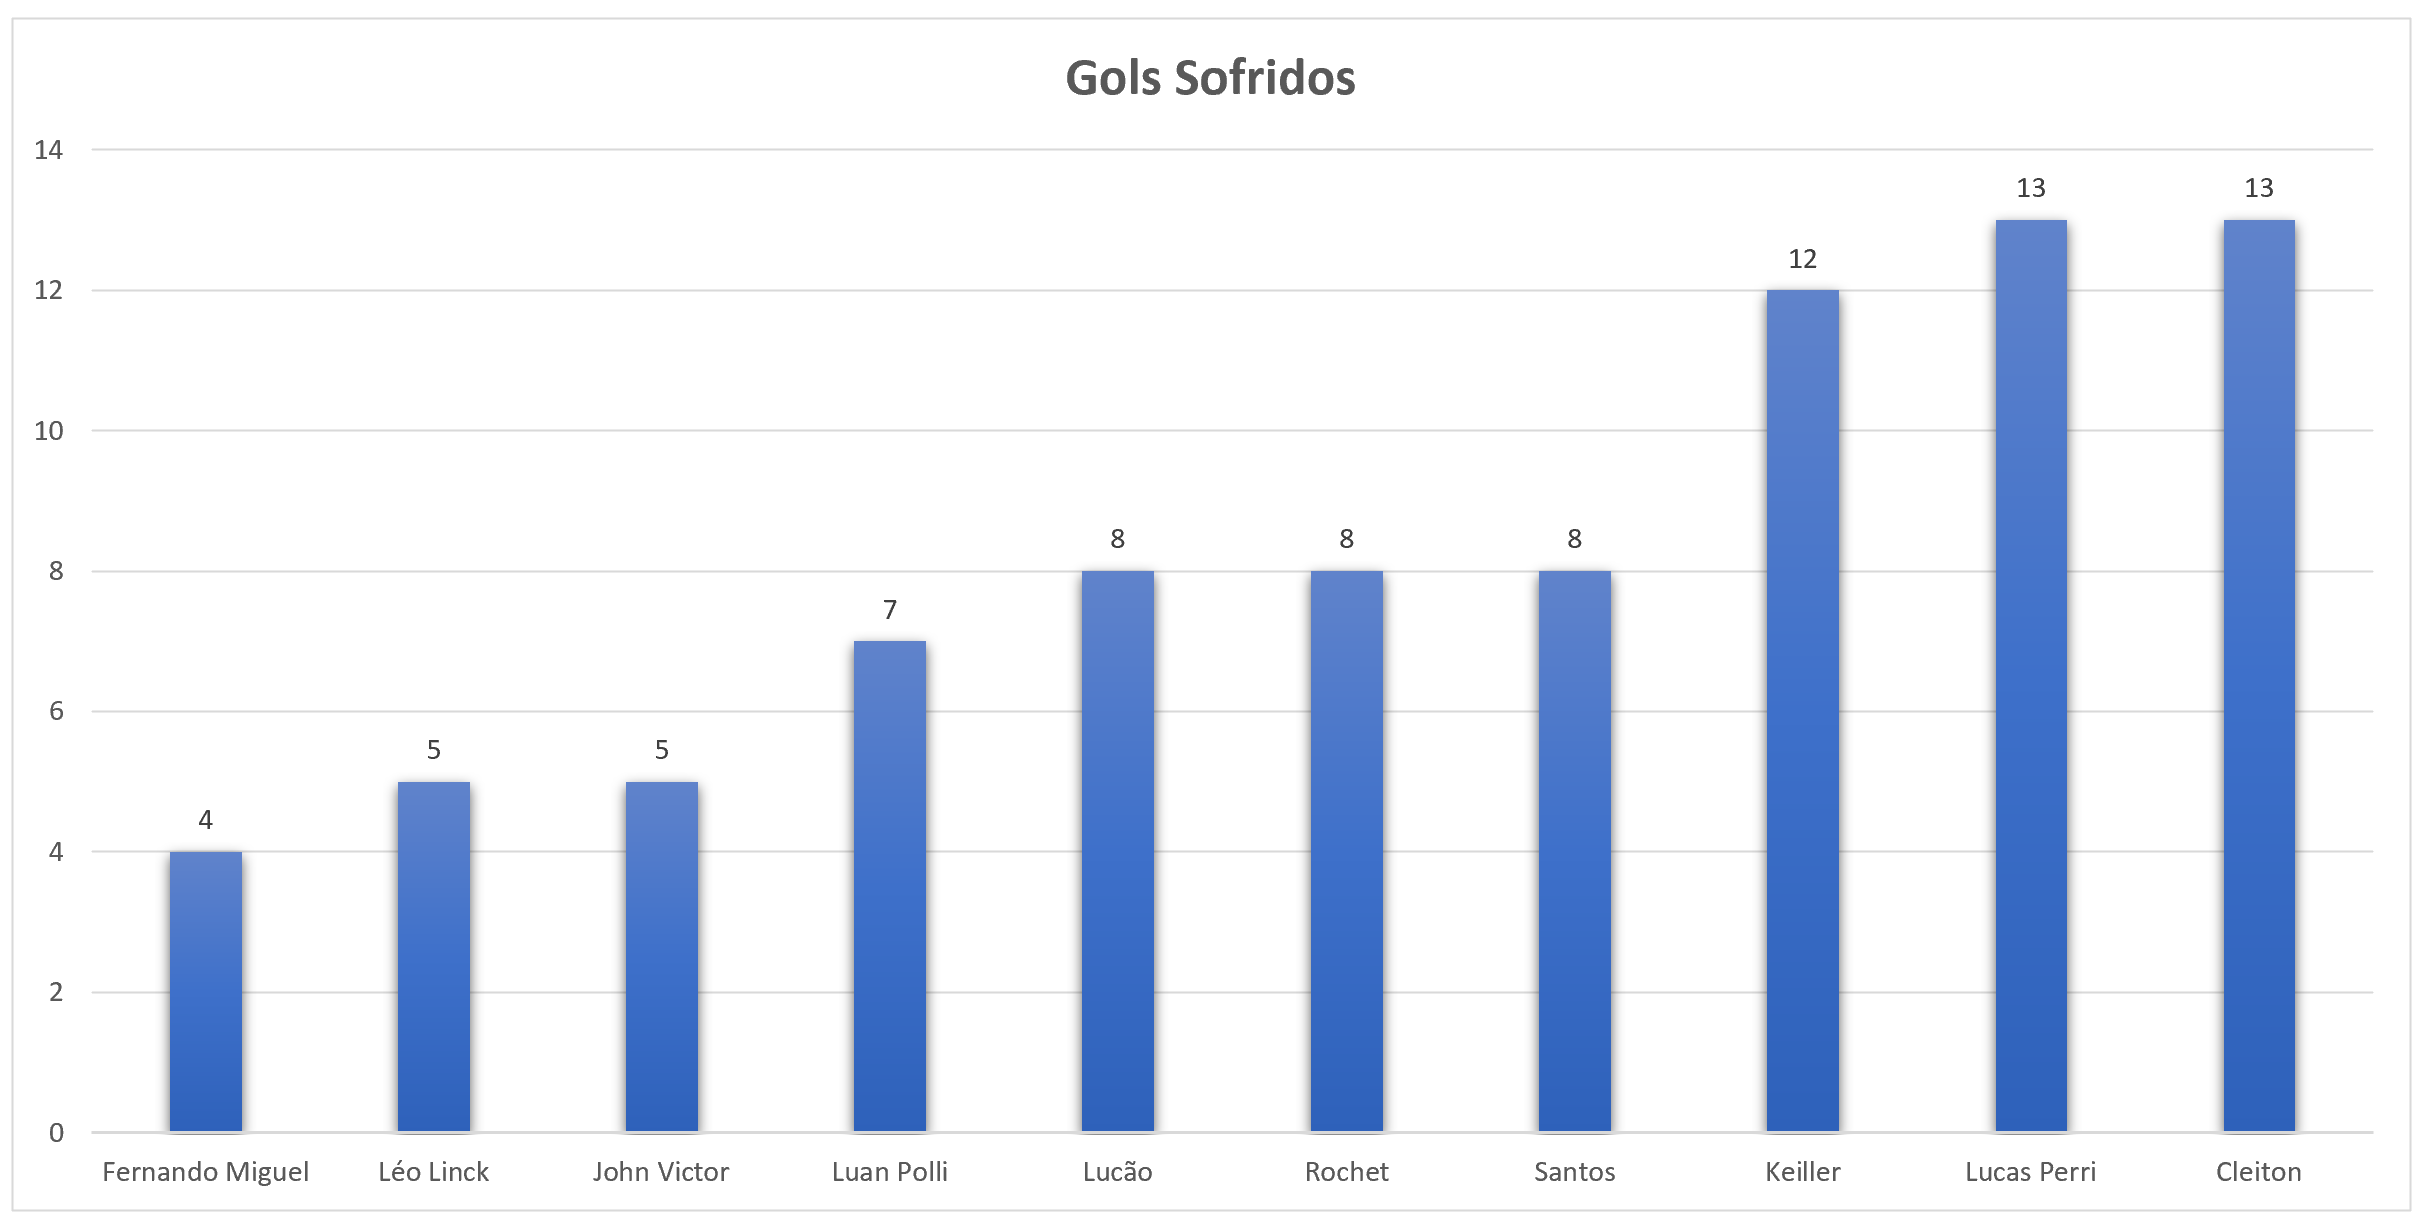 Gols Sofridos
14
12
10
8
6
4
2
0
4
5
5
7
8
8
8
12
13
13
Fernando Miguel
Léo Linck
John Victor
Luan Polli
Lucão
Rochet
Santos
Keiller
Lucas Perri
Cleiton